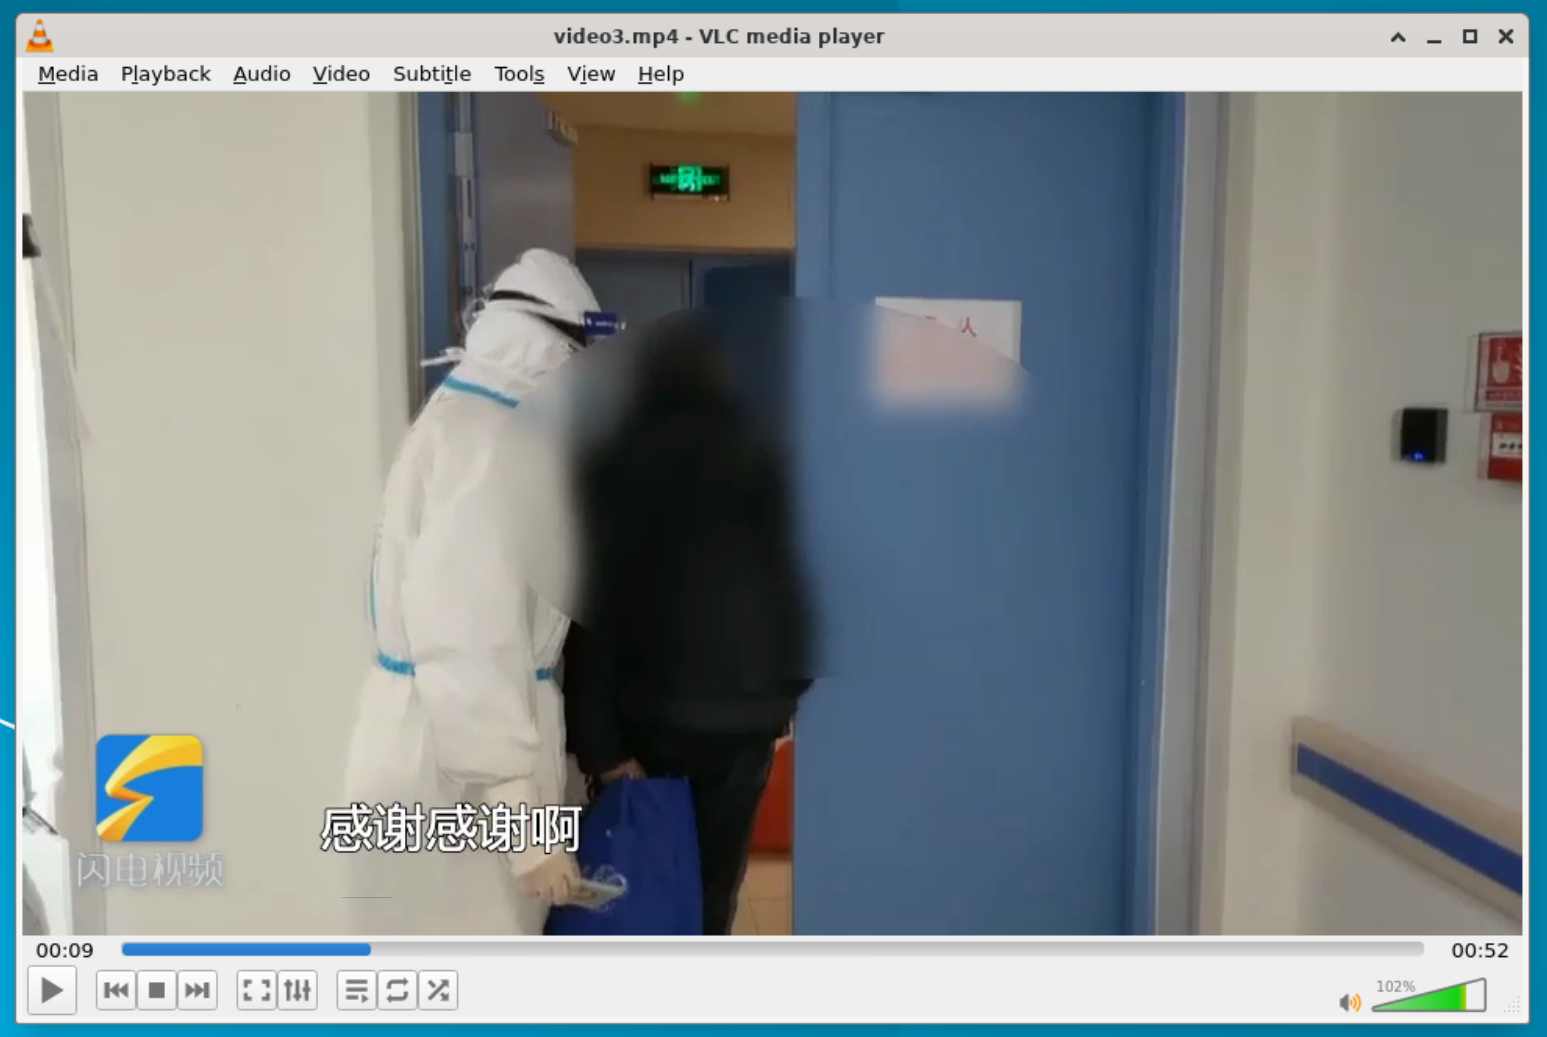 video3.mp4 - VLC media player
Media Playback Audio Video Subtitle Tools View Help
人
感谢感谢啊
闪电视频
00:09
00:52
102%